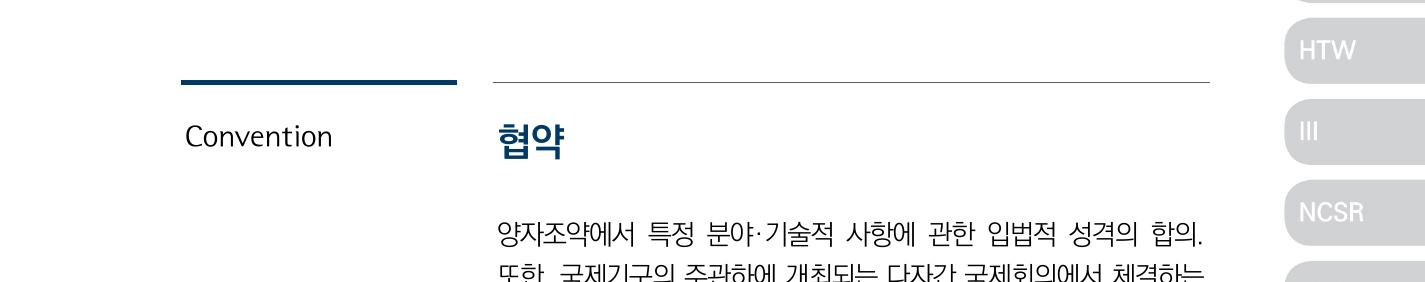 HTW
Convention
협약
III
NCSR
양자조약에서 특정 분야·기술적 사항에 관한 입법적 성격의 합의.
또한, 국제기구의 주관하에 개최되는 다자간 국제회의에서 체결하는